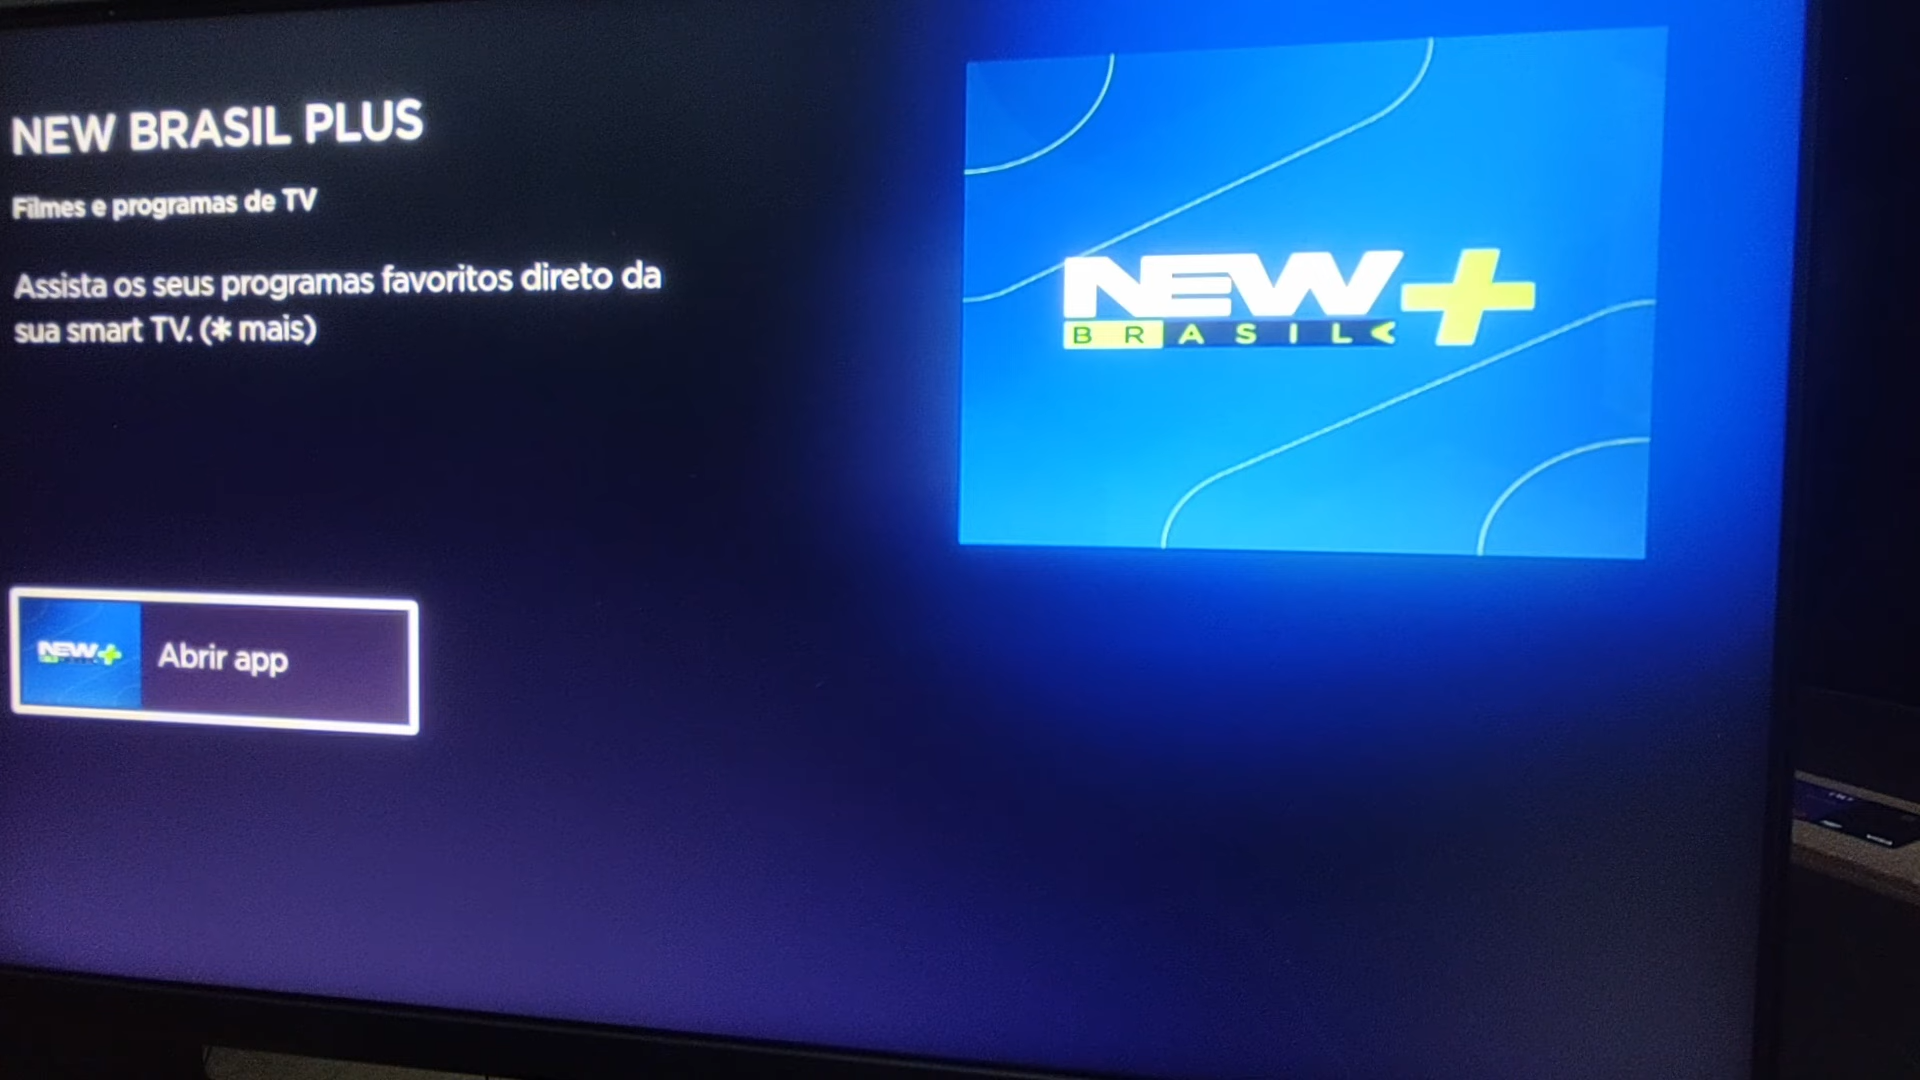 NEW BRASIL PLUS
Filmes e programas de TV
Assista os seus programas favoritos direto da
sua smart TV. (* mais)
NEW+
BRASIL
NEW+
Abrir app